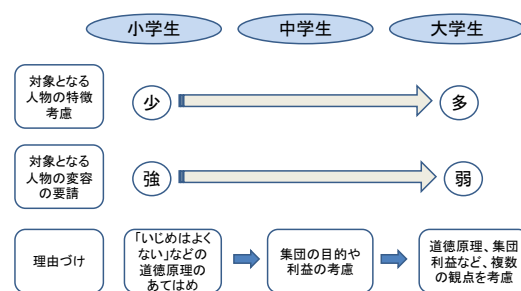 小学生
中学生
大学生
対象となる
人物の特徴
考慮
少
多
対象となる
人物の変容
の要請
強
弱
理由づけ
「いじめはよく
ない」などの
道徳原理の
あてはめ
集団の目的や
利益の考慮
道徳原理、集団
利益など、複数
の観点を考慮